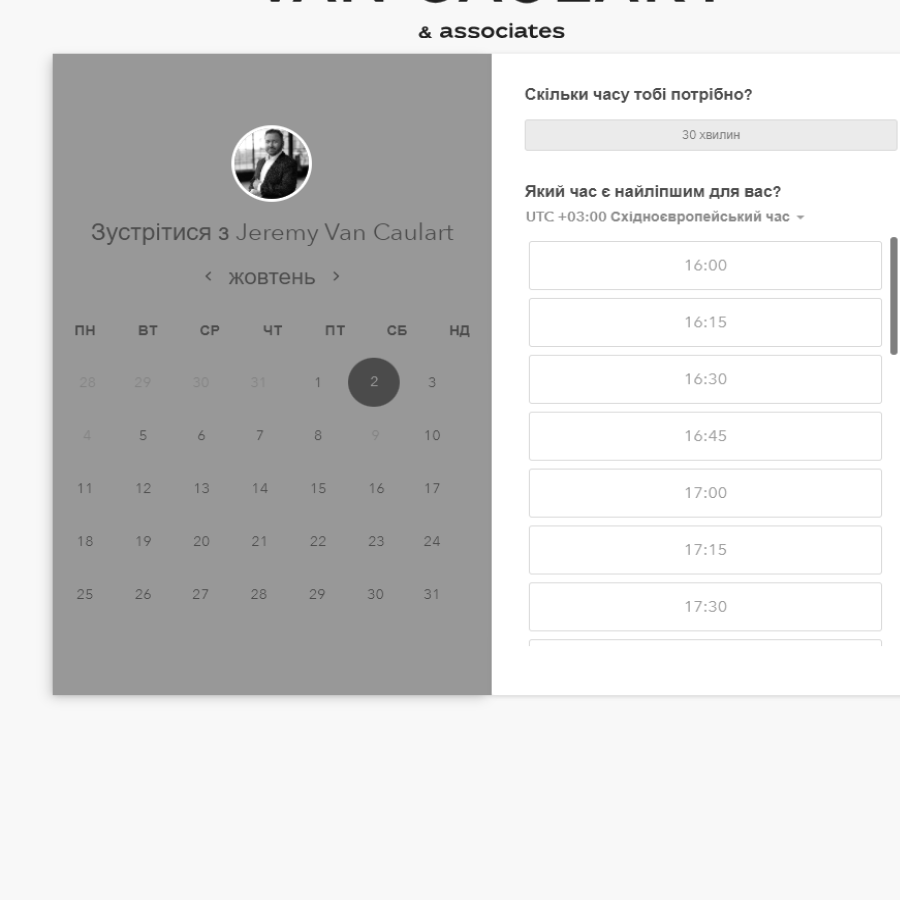 VAN CAULART
& associates
Зустрітися з Jeremy Van Caulart
жовтень
ПН ВТ СР ЧТ ПТ СБ НД
28 29 30 31 1 2 3
4 5 6 7 8 9 10
11 12 13 14 15 16 17
18 19 20 21 22 23 24
25 26 27 28 29 30 31
Скільки часу тобі потрібно?
30 хвилин
Який час є найліпшим для вас?
UTC +03:00 Східноєвропейський час
16:00
16:15
16:30
16:45
17:00
17:15
17:30